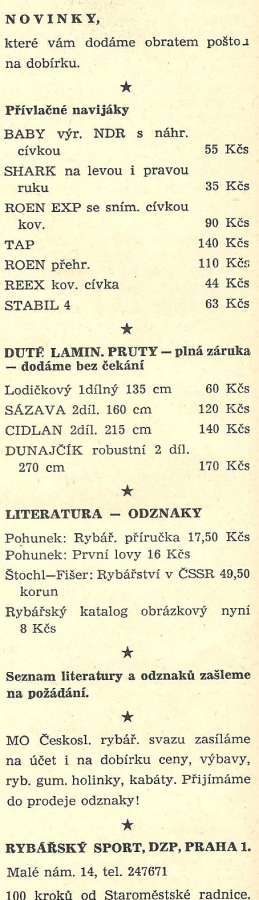 NOVINKY,
které vám dodáme obratem poštou
na dobírku.
★
Přívlačné navijáky
BABY výr. NDR s náhr.
cívkou 55 Kčs
SHARK na levou i pravou
ruku 35 Kčs
ROEN EXP se sním. cívkou
kov. 90 Kčs
TAP 140 Kčs
ROEN přehr. 110 Kčs
REEX kov. cívka 44 Kčs
STABIL 4 63 Kčs
★
DUTÉ LAMIN. PRUTY — plná záruka
— dodáme bez čekání
Lodičkový 1dílný 135 cm 60 Kčs
SÁZAVA 2díl. 160 cm 120 Kčs
CIDLAN 2díl. 215 cm 140 Kčs
DUNAJČÍK robustní 2 díl.
270 cm 170 Kčs
★
LITERATURA — ODZNAKY
Pohunek: Rybář. příručka 17,50 Kčs
Pohunek: První lovy 16 Kčs
Štochl—Fišer: Rybářství v ČSSR 49,50
korun
Rybářský katalog obrázkový nyní
8 Kčs
★
Seznam literatury a odznaků zašleme
na požádání.
★
MO Českosl. rybář. svazu zasíláme
na účet i na dobírku ceny, výbavy,
ryb. gum. holinky, kabáty. Přijímáme
do prodeje odznaky!
★
RYBÁŘSKÝ SPORT, DZP, PRAHA 1.
Malé nám. 14, tel. 247671
100 kroků od Staroměstské radnice.